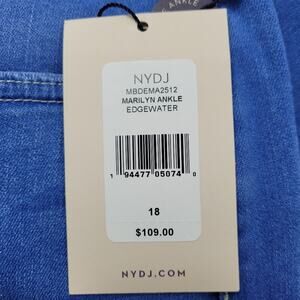 ANKLE
NYDJ
MBDEMA2512
MARILYN ANKLE
EDGEWATER
1 94477 05074 0
18
$109.00
NYDJ.COM